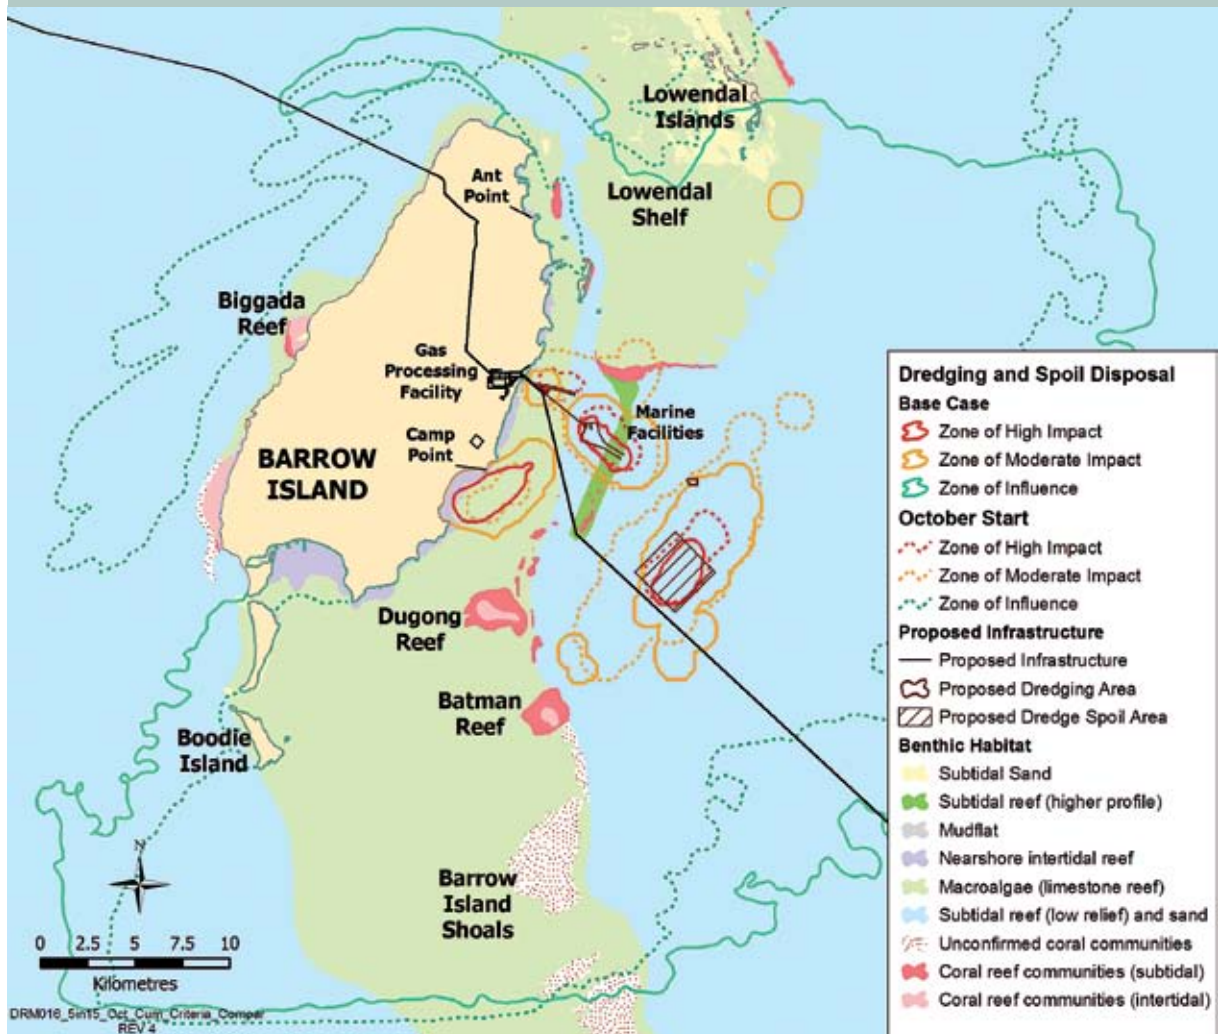 Lowendal
Islands
Ant
Point
Lowendal
Shelf
Biggada
Reef
Gas
Processing
Facility
Marine
Facilities
Camp
Point
BARROW
ISLAND
Dugong
Reef
Batman
Reef
Boodie
Island
Barrow
Island
Shoals
N
0 2.5 5 7.5 10
Kilometres
DRM016_5in15_Oct_Cum_Criteria_Compar
REV 4
Dredging and Spoil Disposal
Base Case
Zone of High Impact
Zone of Moderate Impact
Zone of Influence
October Start
Zone of High Impact
Zone of Moderate Impact
Zone of Influence
Proposed Infrastructure
Proposed Infrastructure
Proposed Dredging Area
Proposed Dredge Spoil Area
Benthic Habitat
Subtidal Sand
Subtidal reef (higher profile)
Mudflat
Nearshore intertidal reef
Macroalgae (limestone reef)
Subtidal reef (low relief) and sand
Unconfirmed coral communities
Coral reef communities (subtidal)
Coral reef communities (intertidal)